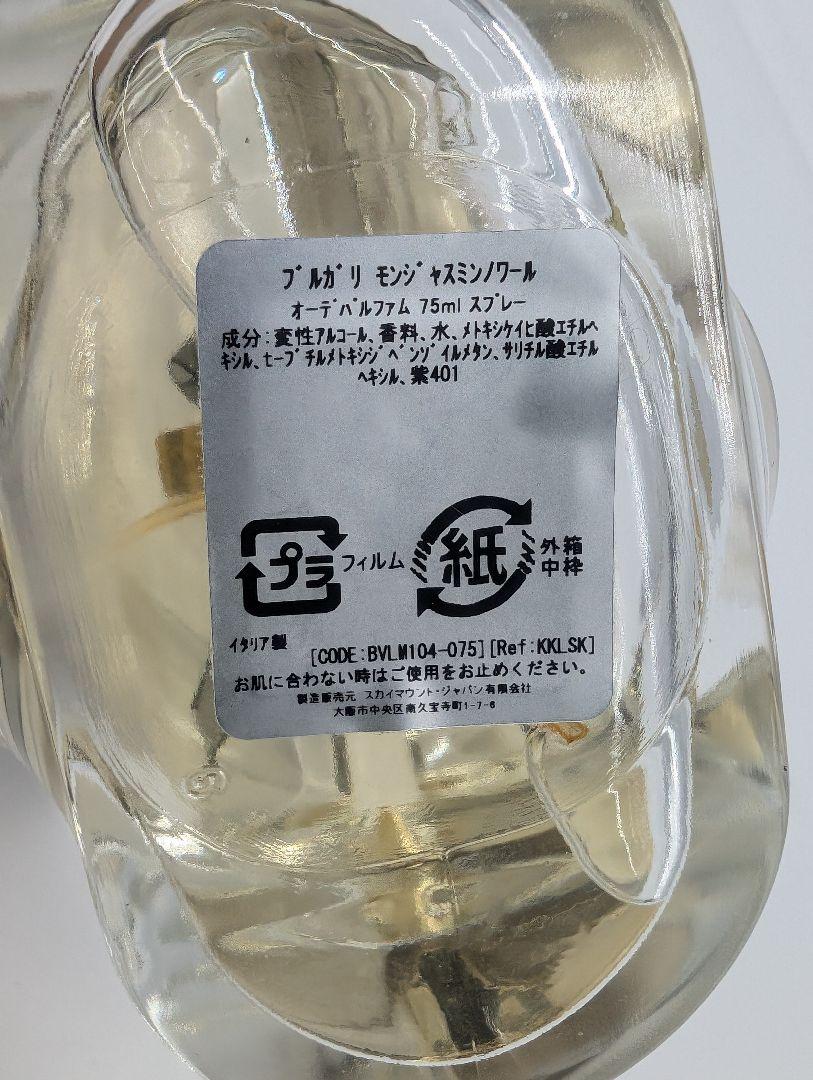 ブルガリ モンジャスミンノワール
オーデパルファム 75ml スプレー
成分：変性アルコール、香料、水、メトキシケイヒ酸エチルヘ
キシル、t-ブチルメトキシジベンゾイルメタン、サリチル酸エチル
ヘキシル、紫401
プラ フィルム 紙 外箱
中枠
イタリア製 [CODE:BVLM104-075][Ref:KKLSK]
お肌に合わない時はご使用をお止めください。
製造販売元 スカイマウント・ジャパン有限会社
大阪市中央区南久宝寺町1-7-6